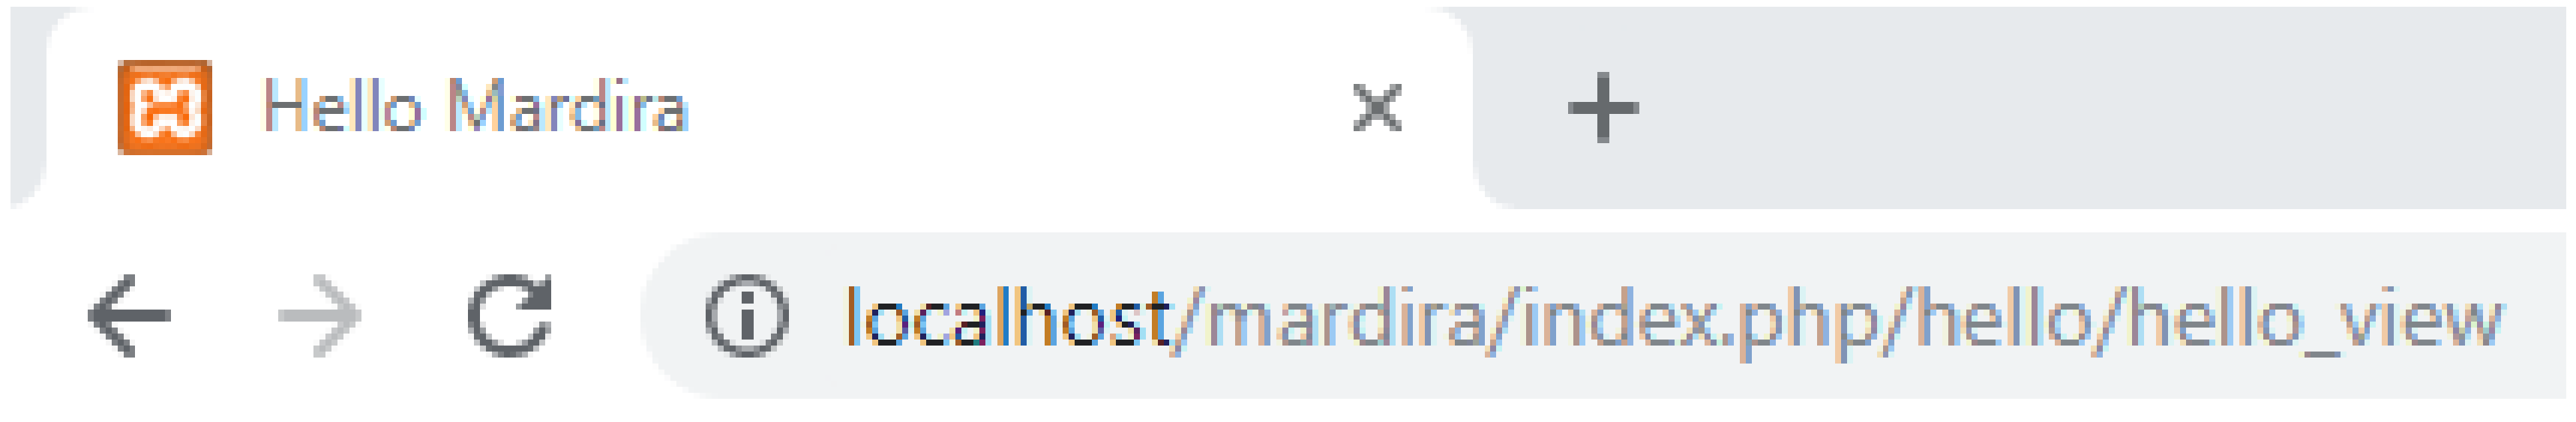 Hello Mardira
localhost/mardira/index.php/hello/hello_view